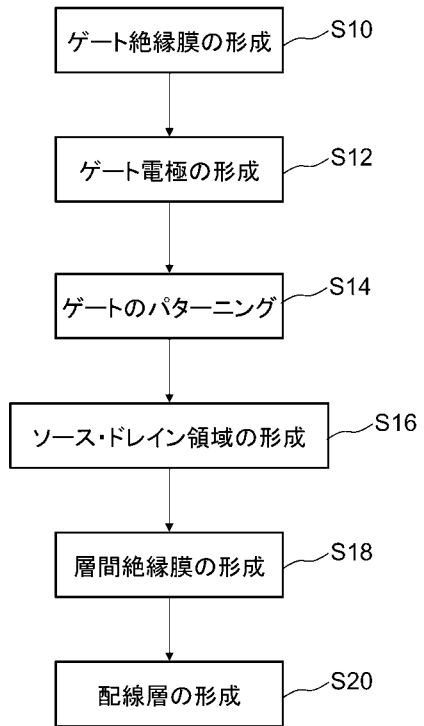 ゲート絶縁膜の形成
S10
ゲート電極の形成
S12
ゲートのパターニング
S14
ソース・ドレイン領域の形成
S16
層間絶縁膜の形成
S18
配線層の形成
S20